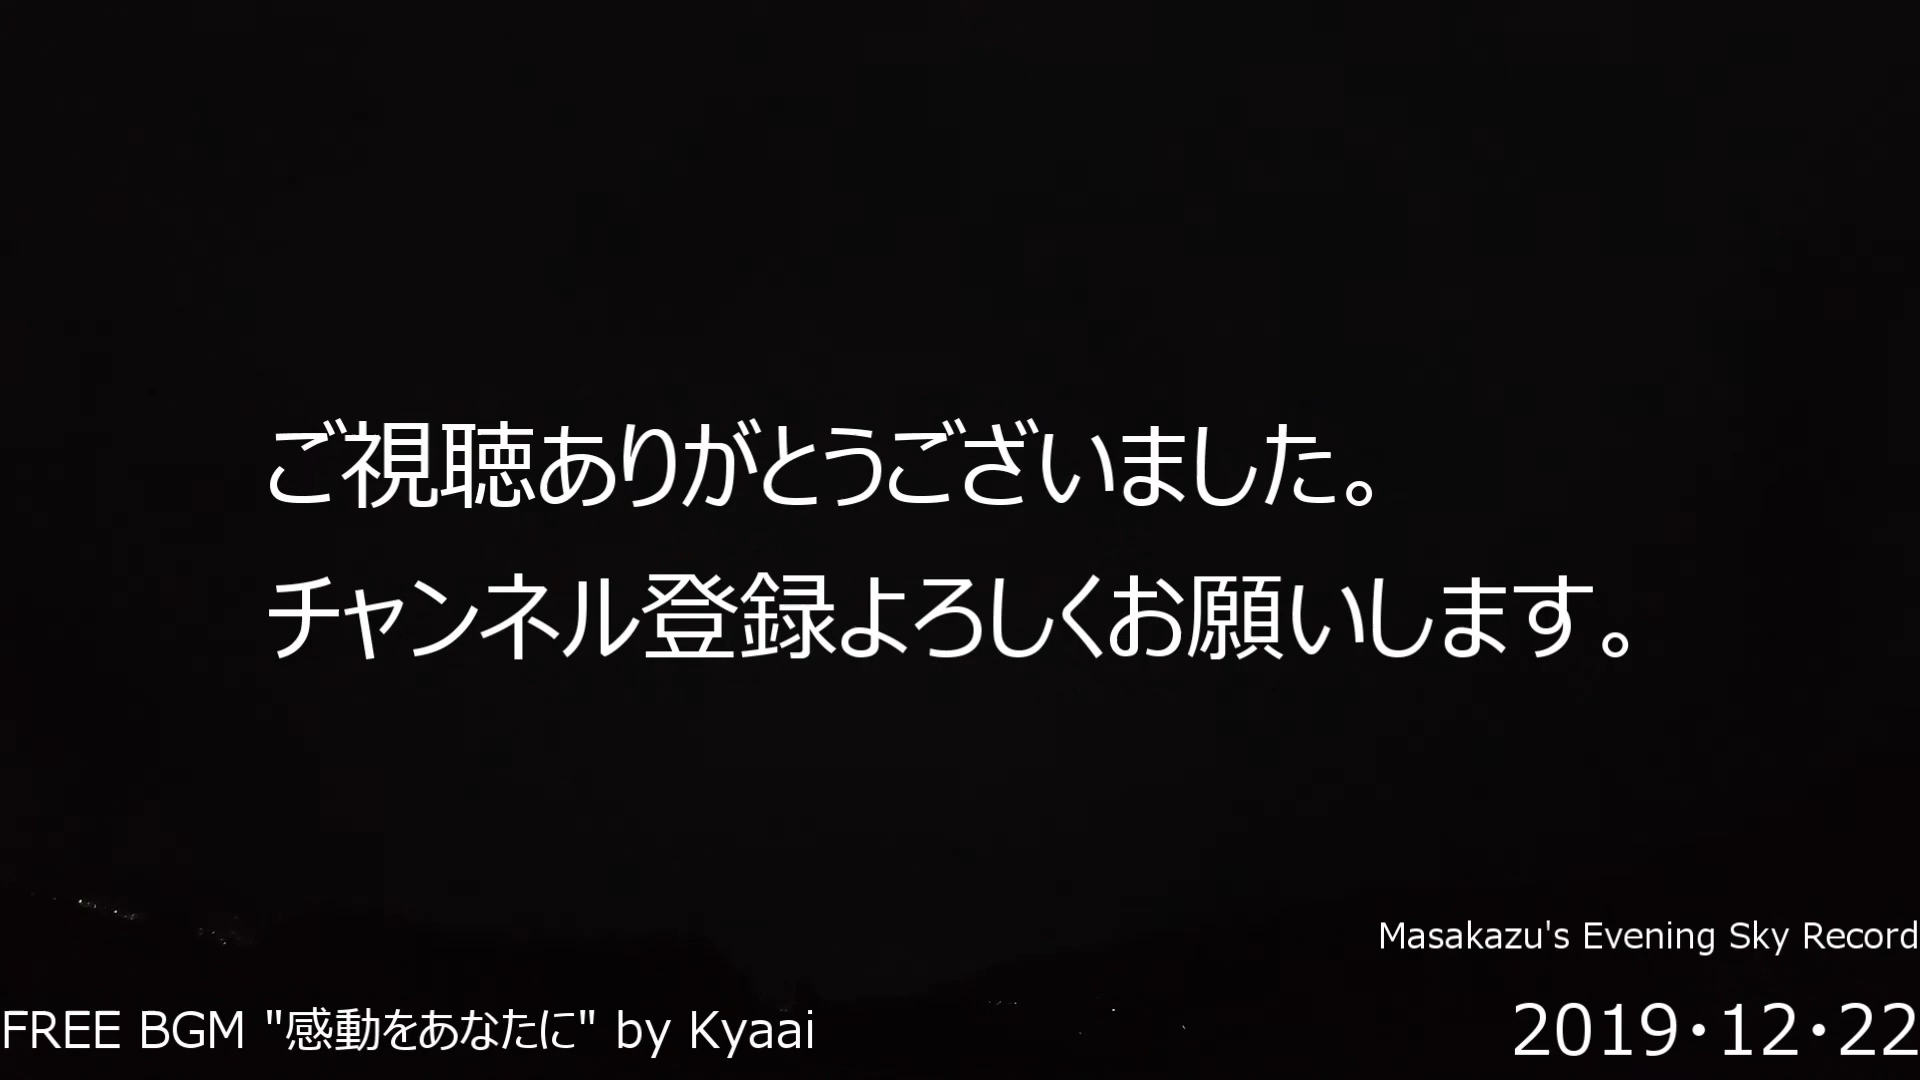 ご視聴ありがとうございました。
チャンネル登録よろしくお願いします。
Masakazu's Evening Sky Record
FREE BGM "感動をあなたに" by Kyaai
2019・12・22